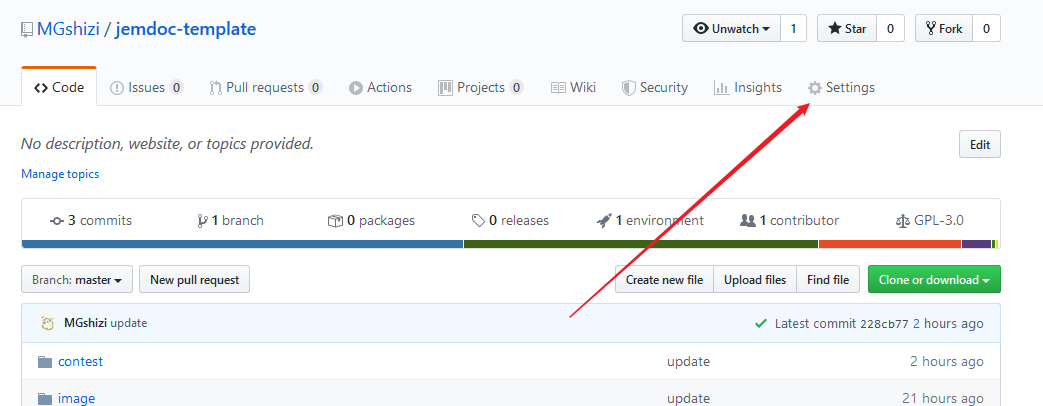 MGshizi / jemdoc-template Unwatch 1 Star 0 Fork 0
Code Issues 0 Pull requests 0 Actions Projects 0 Wiki Security Insights Settings
No description, website, or topics provided. Edit
Manage topics
3 commits 1 branch 0 packages 0 releases 1 environment 1 contributor GPL-3.0
Branch: master New pull request Create new file Upload files Find file Clone or download
MGshizi update Latest commit 228cb77 2 hours ago
contest update 2 hours ago
image update 21 hours ago